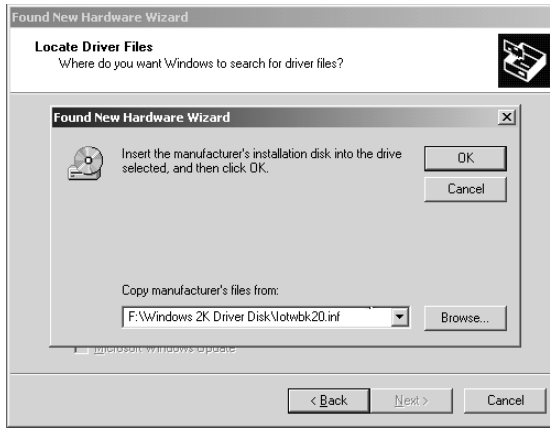 Found New Hardware Wizard
Locate Driver Files
Where do you want Windows to search for driver files?
Found New Hardware Wizard
Insert the manufacturer's installation disk into the drive
selected, and then click OK.
OK
Cancel
Copy manufacturer's files from:
F:\Windows 2K Driver Disk\lotwbk20.inf
Browse...
Microsoft Windows Update
< Back
Next >
Cancel